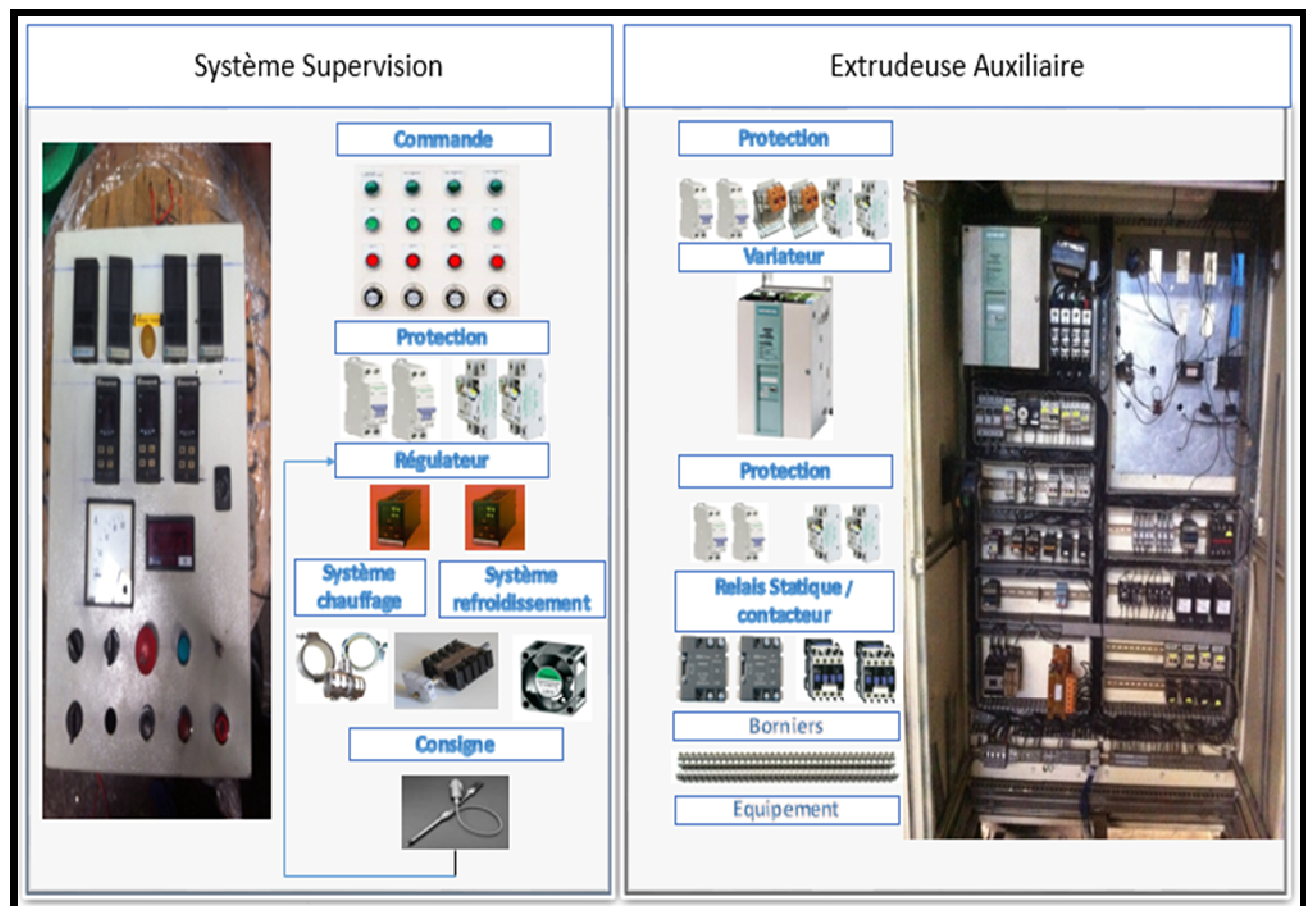 Système Supervision
Commande
Protection
Régulateur
Système
chauffage
Système
refroidissement
Consigne
Extrudeuse Auxiliaire
Protection
Variateur
Protection
Relais Statique /
contacteur
Borniers
Equipement